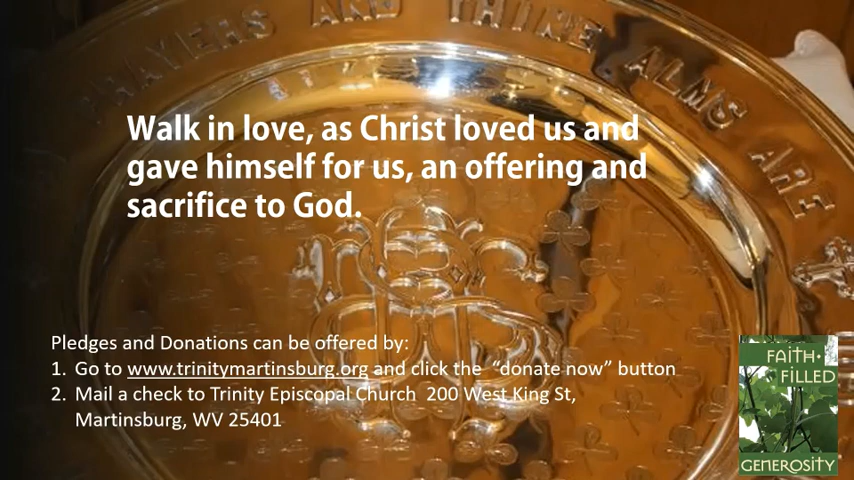 PRAYERS AND THINE ALMS ARE
Walk in love, as Christ loved us and
gave himself for us, an offering and
sacrifice to God.
Pledges and Donations can be offered by:
1. Go to www.trinitymartinsburg.org and click the “donate now” button
2. Mail a check to Trinity Episcopal Church 200 West King St,
Martinsburg, WV 25401
FAITH·
FILLED
GENEROSITY